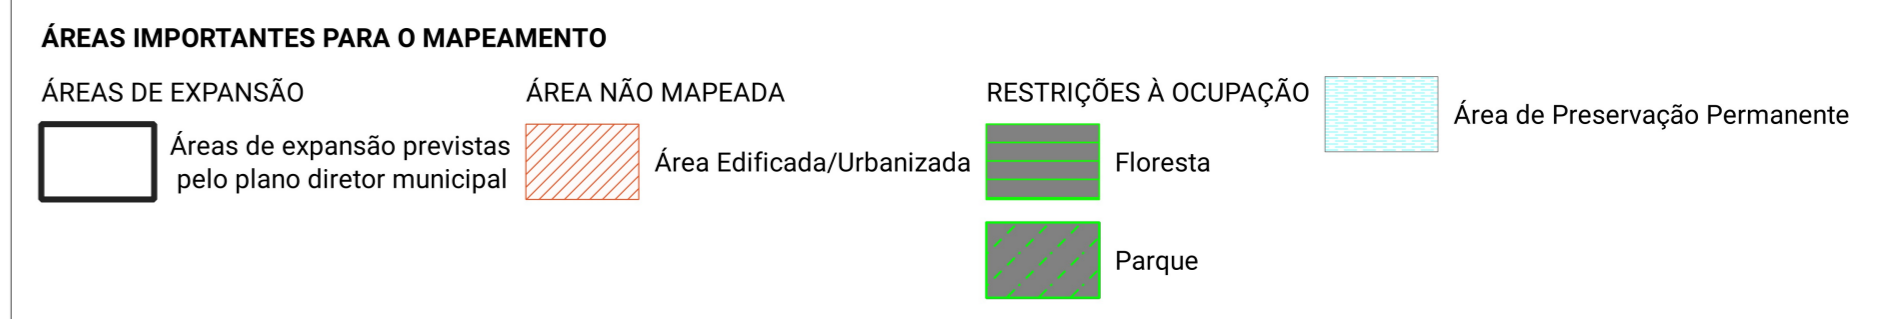 ÁREAS IMPORTANTES PARA O MAPEAMENTO
ÁREAS DE EXPANSÃO
Áreas de expansão previstas
pelo plano diretor municipal
ÁREA NÃO MAPEADA
Área Edificada/Urbanizada
RESTRIÇÕES À OCUPAÇÃO
Floresta
Parque
Área de Preservação Permanente